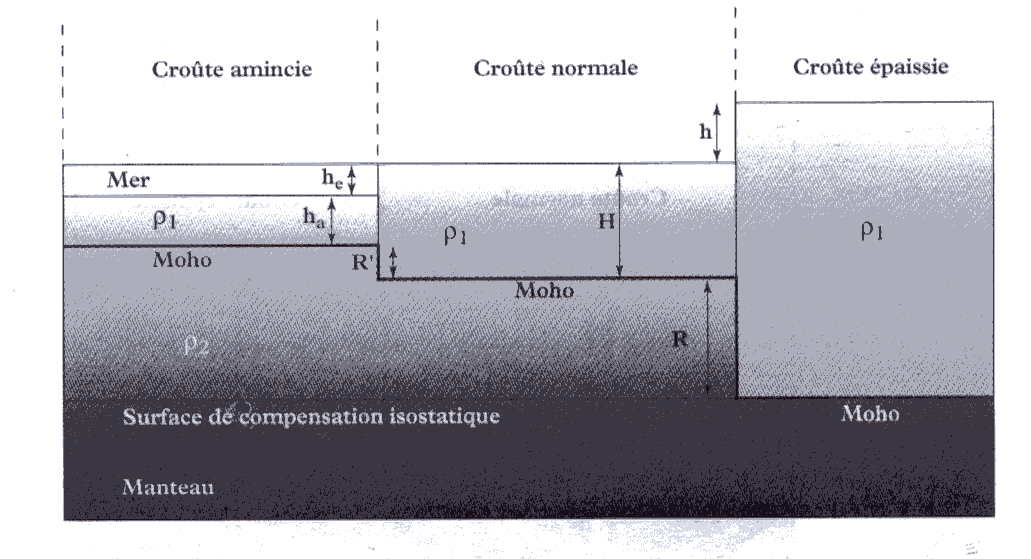 Croûte amincie
Croûte normale
Croûte épaissie
h
Mer
hₑ
ρ₁
hₐ
ρ₁
H
ρ₁
Moho
R'
Moho
ρ₂
R
Surface de compensation isostatique
Moho
Manteau